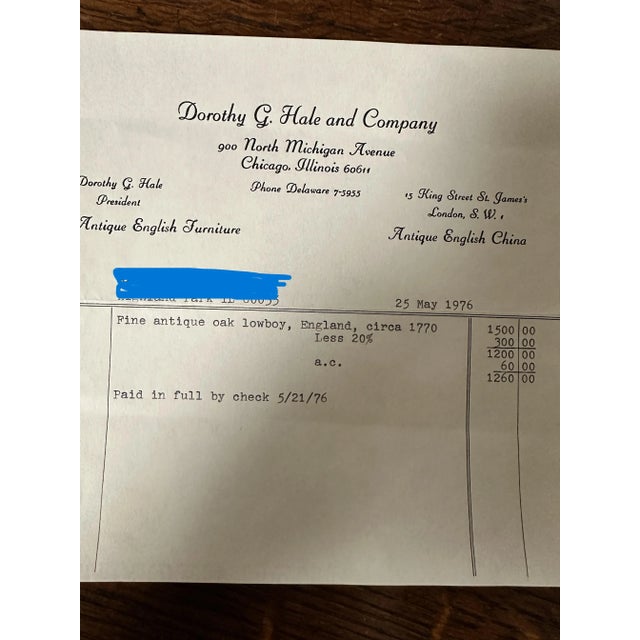 Dorothy G. Hale and Company
900 North Michigan Avenue
Chicago, Illinois 60611
Phone Delaware 7-5955
Dorothy G. Hale
President
Antique English Furniture
15 King Street St. James's
London, S. W. 1
Antique English China
Park IL
25 May 1976
Fine antique oak lowboy, England, circa 1770 1500 00
Less 20% 300 00
1200 00
a.c. 60 00
1260 00
Paid in full by check 5/21/76